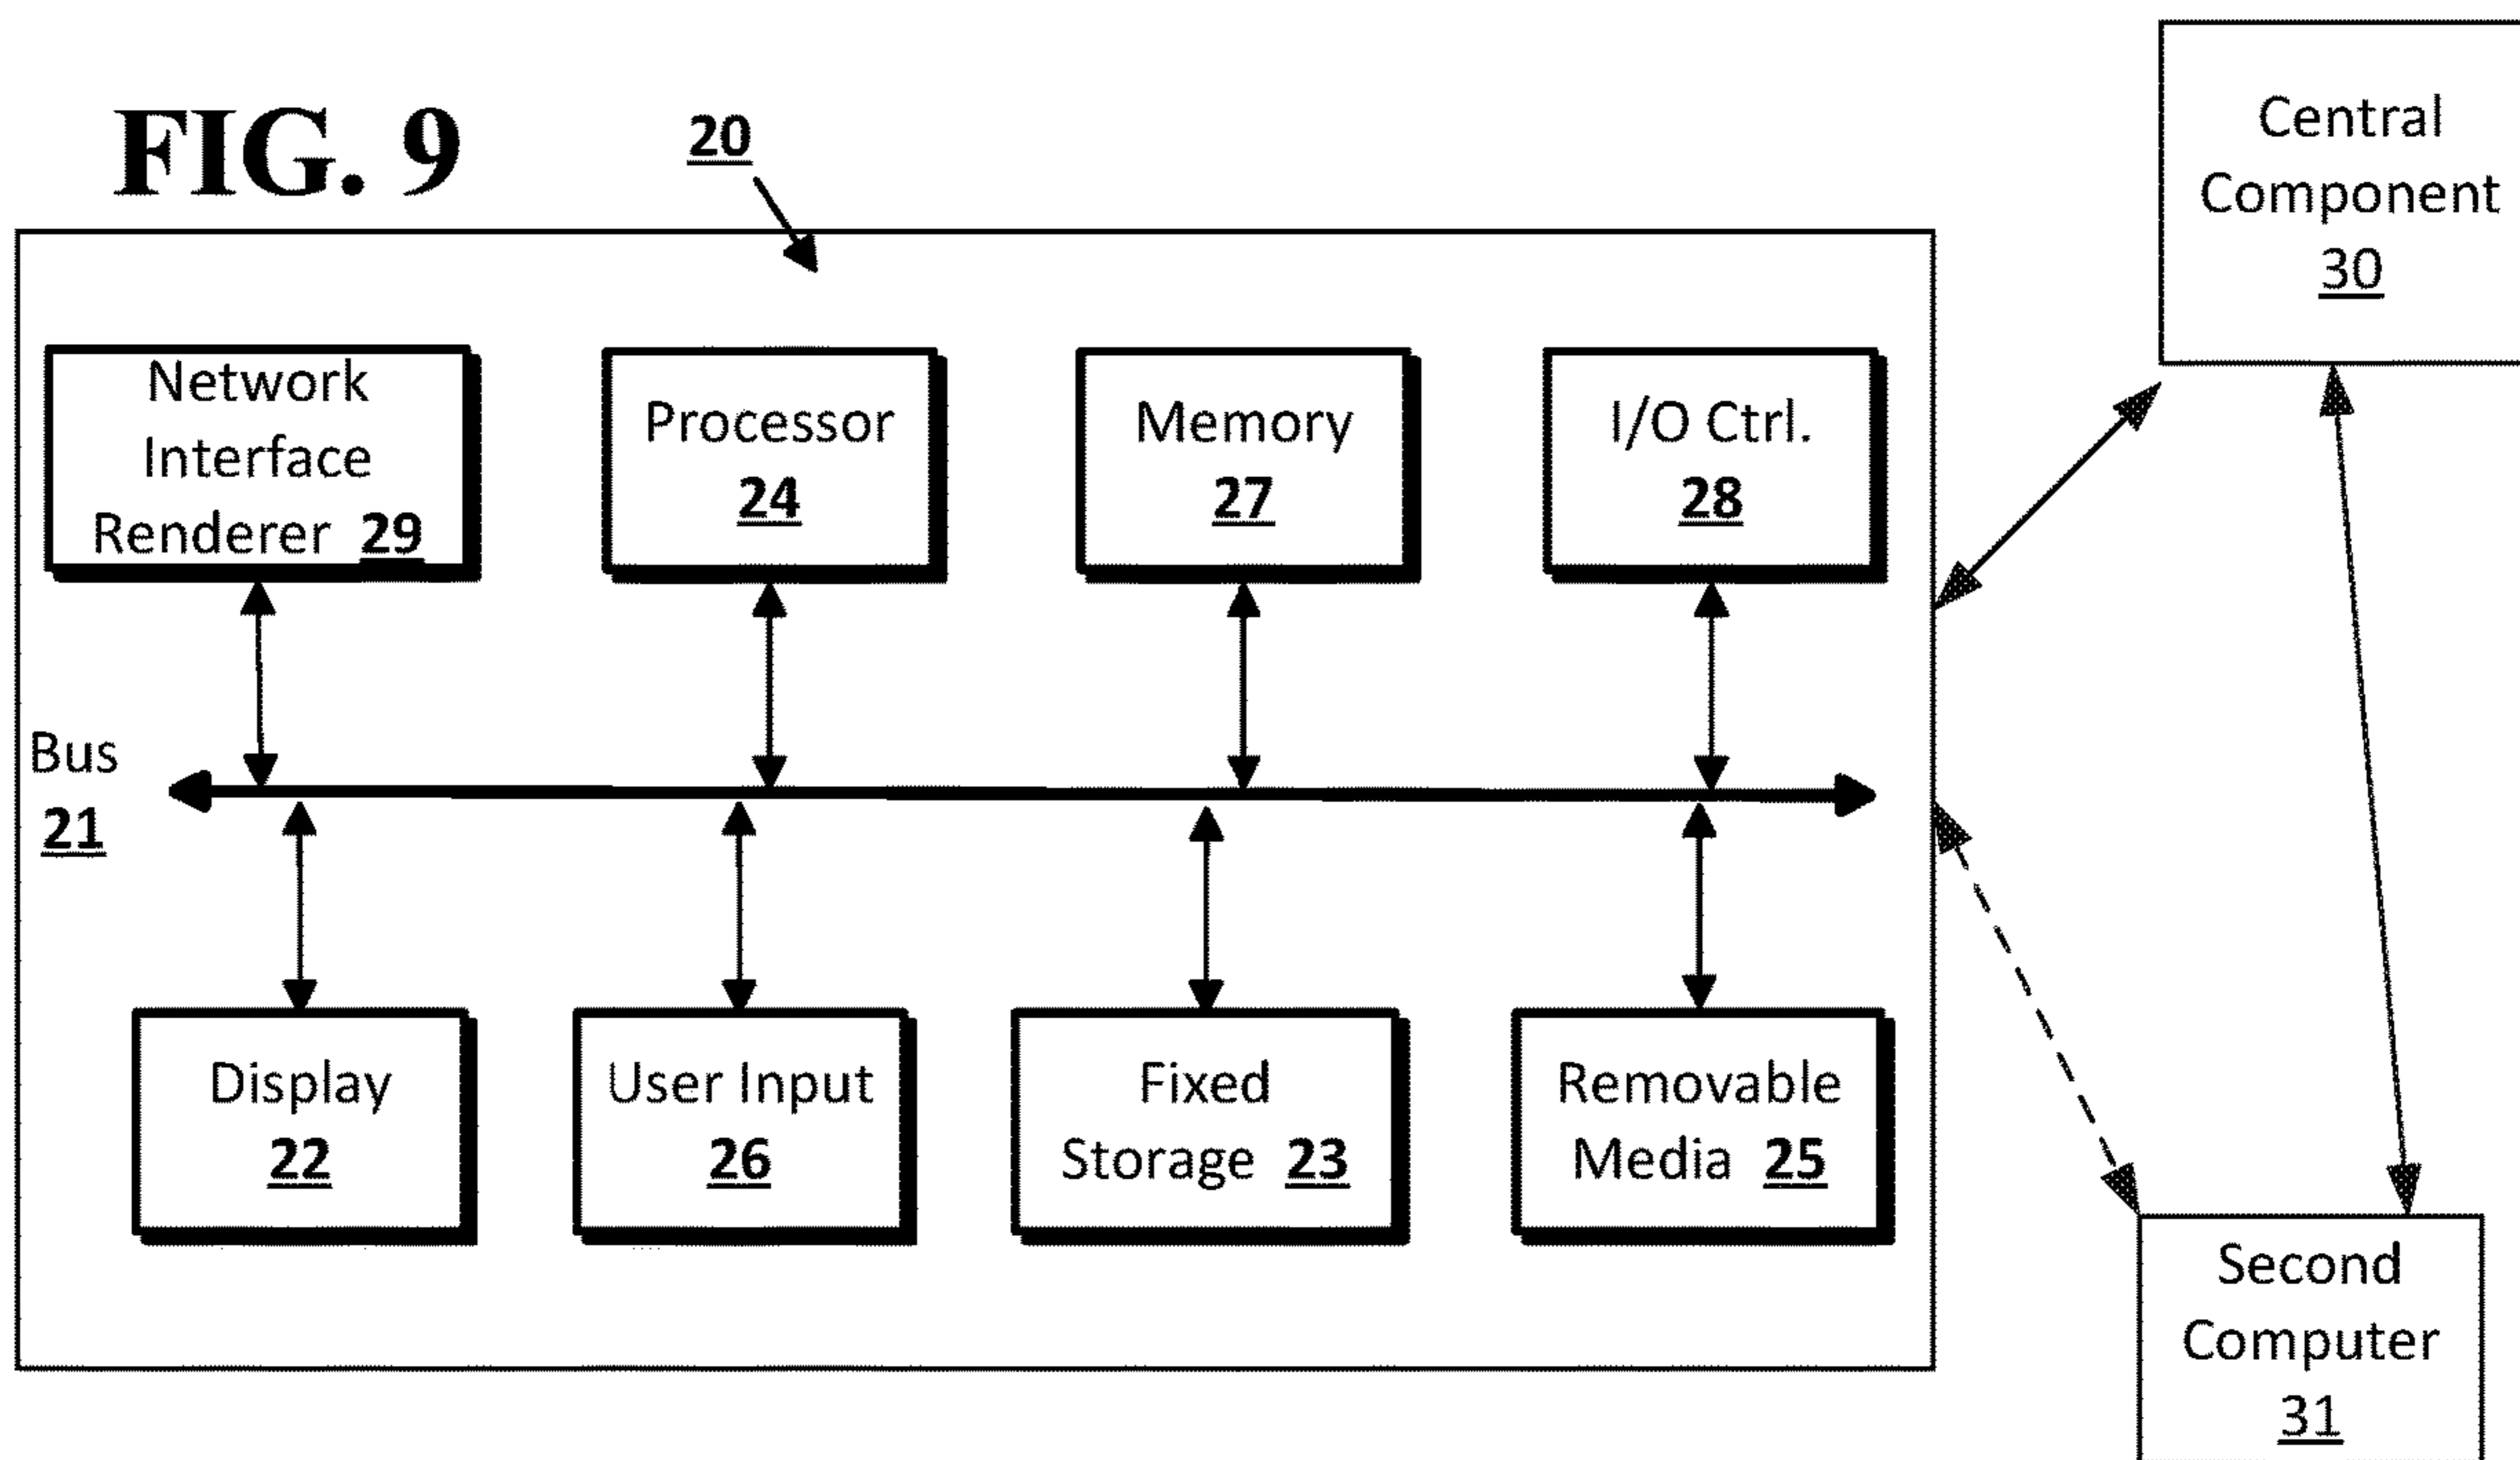 FIG. 9
20
Central
Component
30
Network
Interface
Renderer 29
Processor
24
Memory
27
I/O Ctrl.
28
Bus
21
Display
22
User Input
26
Fixed
Storage 23
Removable
Media 25
Second
Computer
31